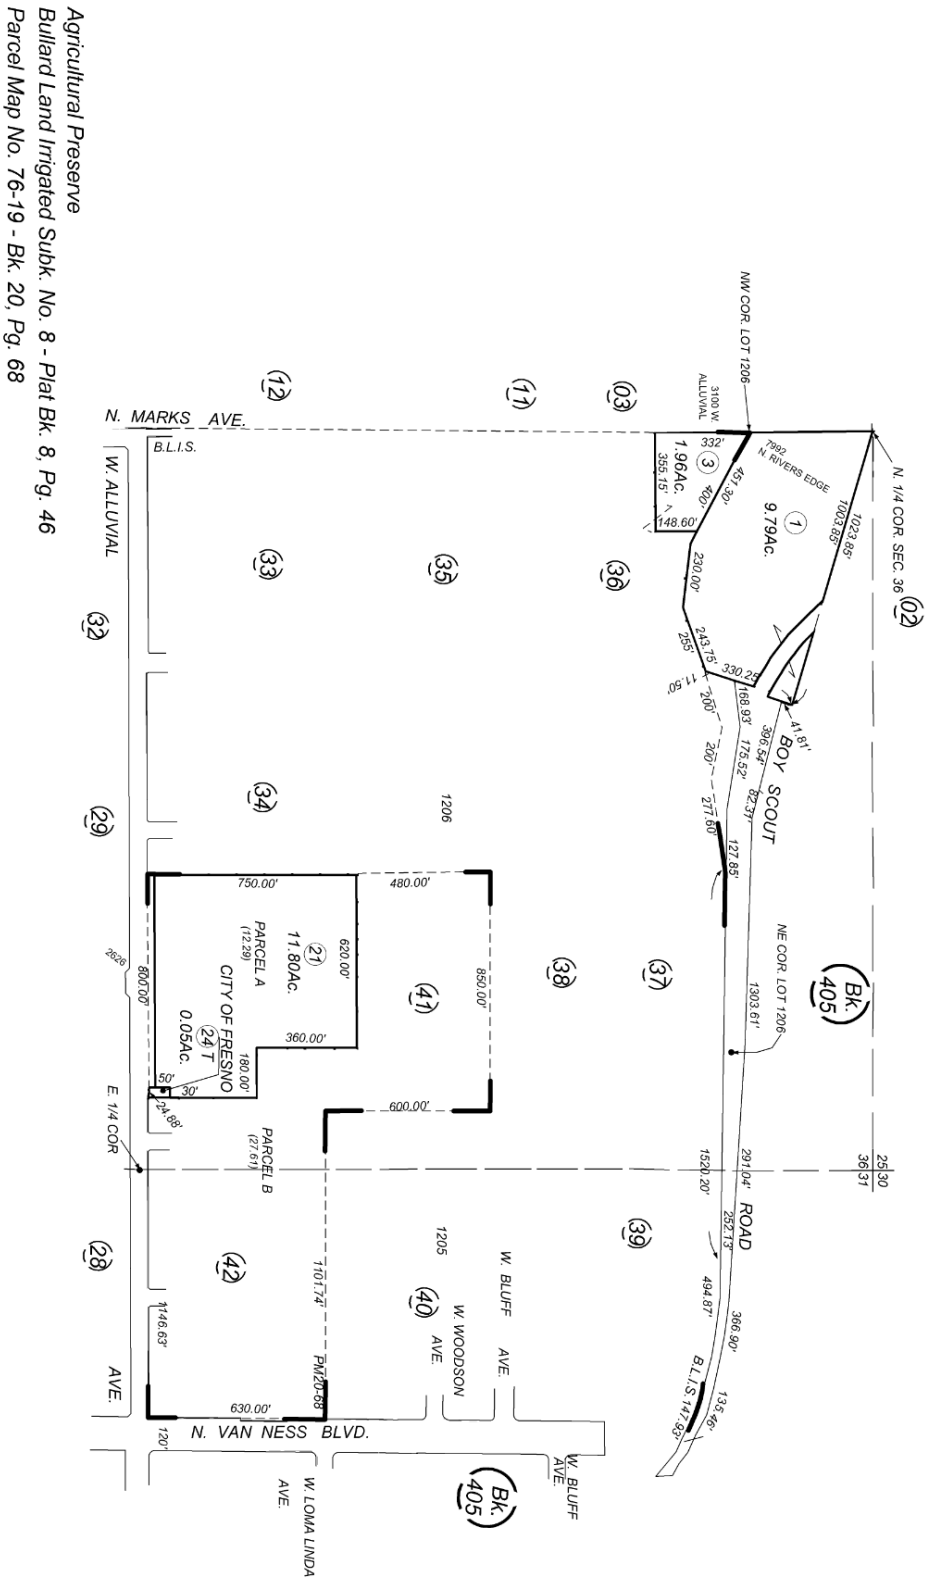 Agricultural Preserve
Bullard Land Irrigated Subk. No. 8 - Plat Bk. 8, Pg. 46
Parcel Map No. 76-19 - Bk. 20, Pg. 68
N. 1/4 COR. SEC. 36
02
NW COR. LOT 1206
7992
N. RIVERS EDGE
1023.85'
1003.85'
1
9.79Ac.
3100 W.
ALLUVIAL
332'
3
1.96Ac.
355.15'
451.30'
400'
148.60'
230.00'
243.75'
255'
330.25
11.50'
200'
168.93'
41.81'
396.54'
175.52'
200'
82.31'
277.60'
127.85'
BOY SCOUT
ROAD
03
11
12
N. MARKS AVE.
B.L.I.S.
W. ALLUVIAL
AVE.
36
35
33
32
34
29
1206
37
38
41
NE COR. LOT 1206
Bk.
405
1303.61'
25
30
36
31
291.04'
1520.20'
252.13'
494.87'
366.90'
135.46'
B.L.I.S.
147.93'
750.00'
480.00'
850.00'
620.00'
21
11.80Ac.
PARCEL A
(12.29)
360.00'
180.00'
CITY OF FRESNO
24 T
0.05Ac.
50'
30'
24.88'
800.00'
2626
600.00'
E. 1/4 COR
PARCEL B
(27.61)
39
1205
40
42
28
1101.74'
PM20-68
1146.63'
630.00'
120'
W. BLUFF AVE.
W. WOODSON
AVE.
N. VAN NESS BLVD.
W. BLUFF
AVE.
W. LOMA LINDA
AVE.
Bk.
405